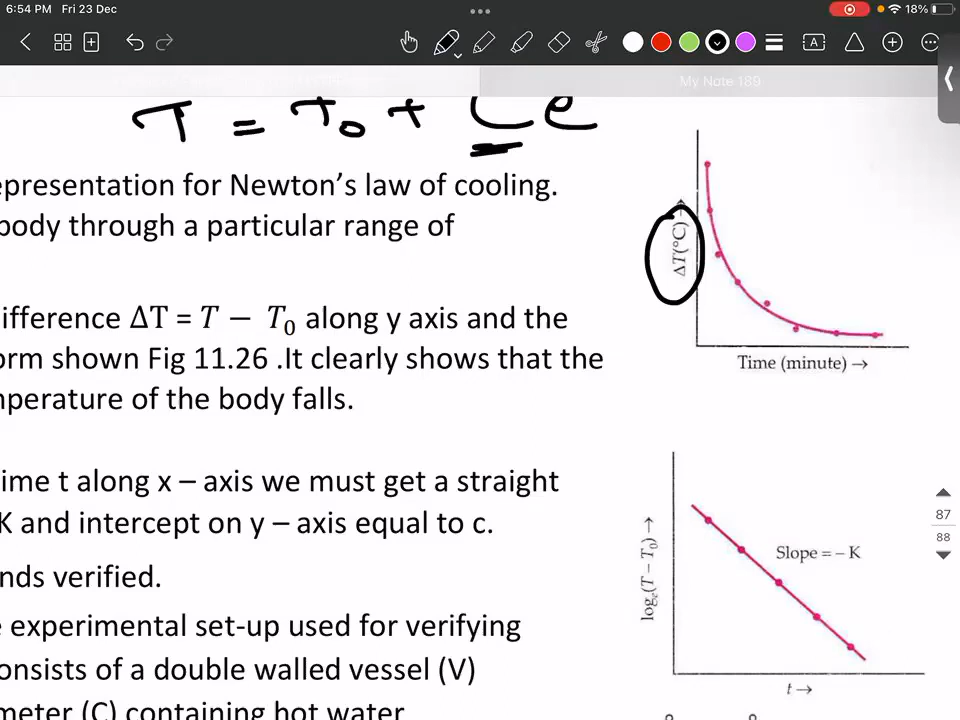 6:54 PM Fri 23 Dec
18%
A
My Note 189
T = T₀ + Ce
epresentation for Newton's law of cooling.
body through a particular range of
ΔT(°C) →
Time (minute) →
ifference ΔT = T − T₀ along y axis and the
orm shown Fig 11.26 .It clearly shows that the
nperature of the body falls.
ime t along x – axis we must get a straight
K and intercept on y – axis equal to c.
nds verified.
87
88
logₑ(T − T₀) →
Slope = – K
t →
e experimental set-up used for verifying
onsists of a double walled vessel (V)
meter (C) containing hot water